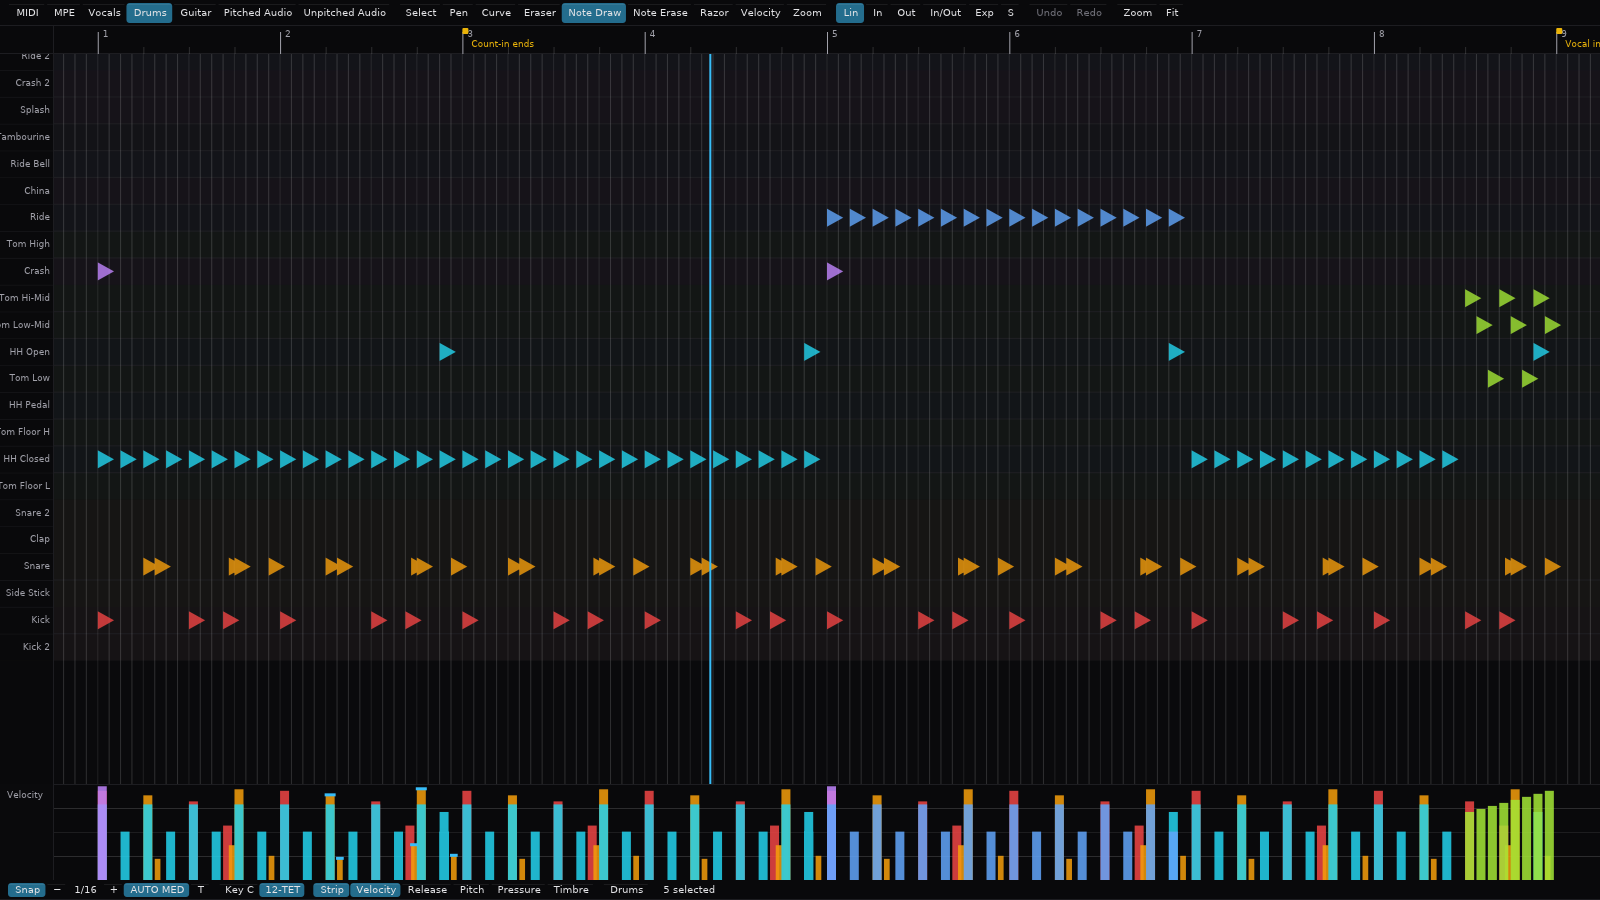 MIDI MPE Vocals Drums Guitar Pitched Audio Unpitched Audio Select Pen Curve Eraser Note Draw Note Erase Razor Velocity Zoom Lin In Out In/Out Exp S Undo Redo Zoom Fit
1 2 3 4 5 6 7 8 9
Count-in ends Vocal in
Ride 2
Crash 2
Splash
Tambourine
Ride Bell
China
Ride
Tom High
Crash
Tom Hi-Mid
om Low-Mid
HH Open
Tom Low
HH Pedal
Tom Floor H
HH Closed
Tom Floor L
Snare 2
Clap
Snare
Side Stick
Kick
Kick 2
Velocity
Snap − 1/16 + AUTO MED T Key C 12-TET Strip Velocity Release Pitch Pressure Timbre Drums 5 selected